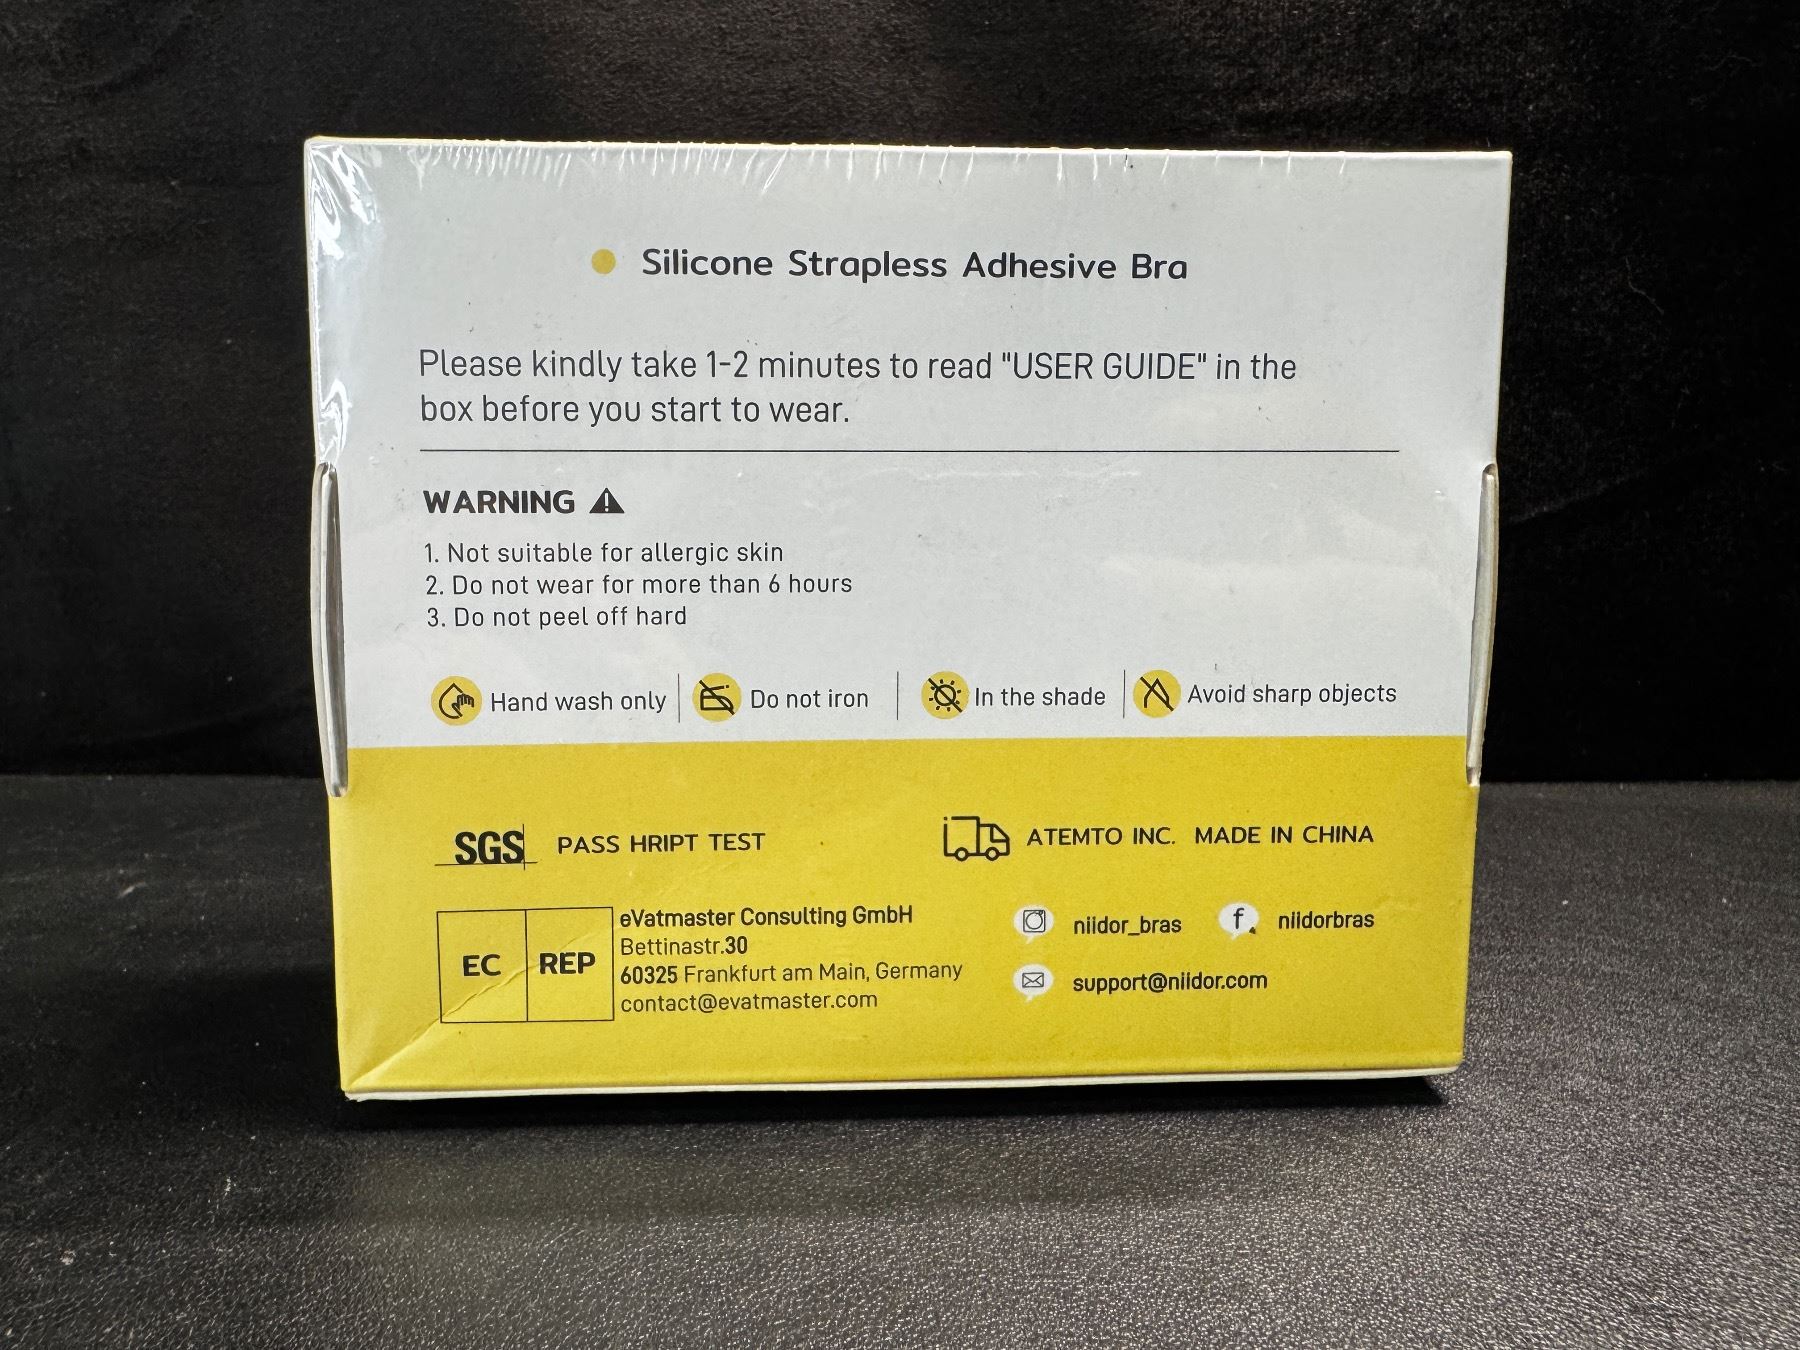 Silicone Strapless Adhesive Bra
Please kindly take 1-2 minutes to read "USER GUIDE" in the
box before you start to wear.
WARNING
1. Not suitable for allergic skin
2. Do not wear for more than 6 hours
3. Do not peel off hard
Hand wash only
Do not iron
In the shade
Avoid sharp objects
SGS PASS HRIPT TEST
ATEMTO INC. MADE IN CHINA
EC REP
eVatmaster Consulting GmbH
Bettinastr.30
60325 Frankfurt am Main, Germany
contact@evatmaster.com
niidor_bras
f niidorbras
support@niidor.com